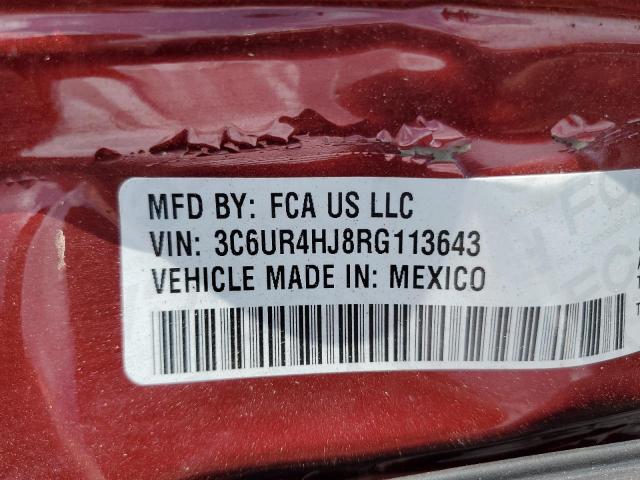 MFD BY: FCA US LLC
VIN: 3C6UR4HJ8RG113643
VEHICLE MADE IN: MEXICO